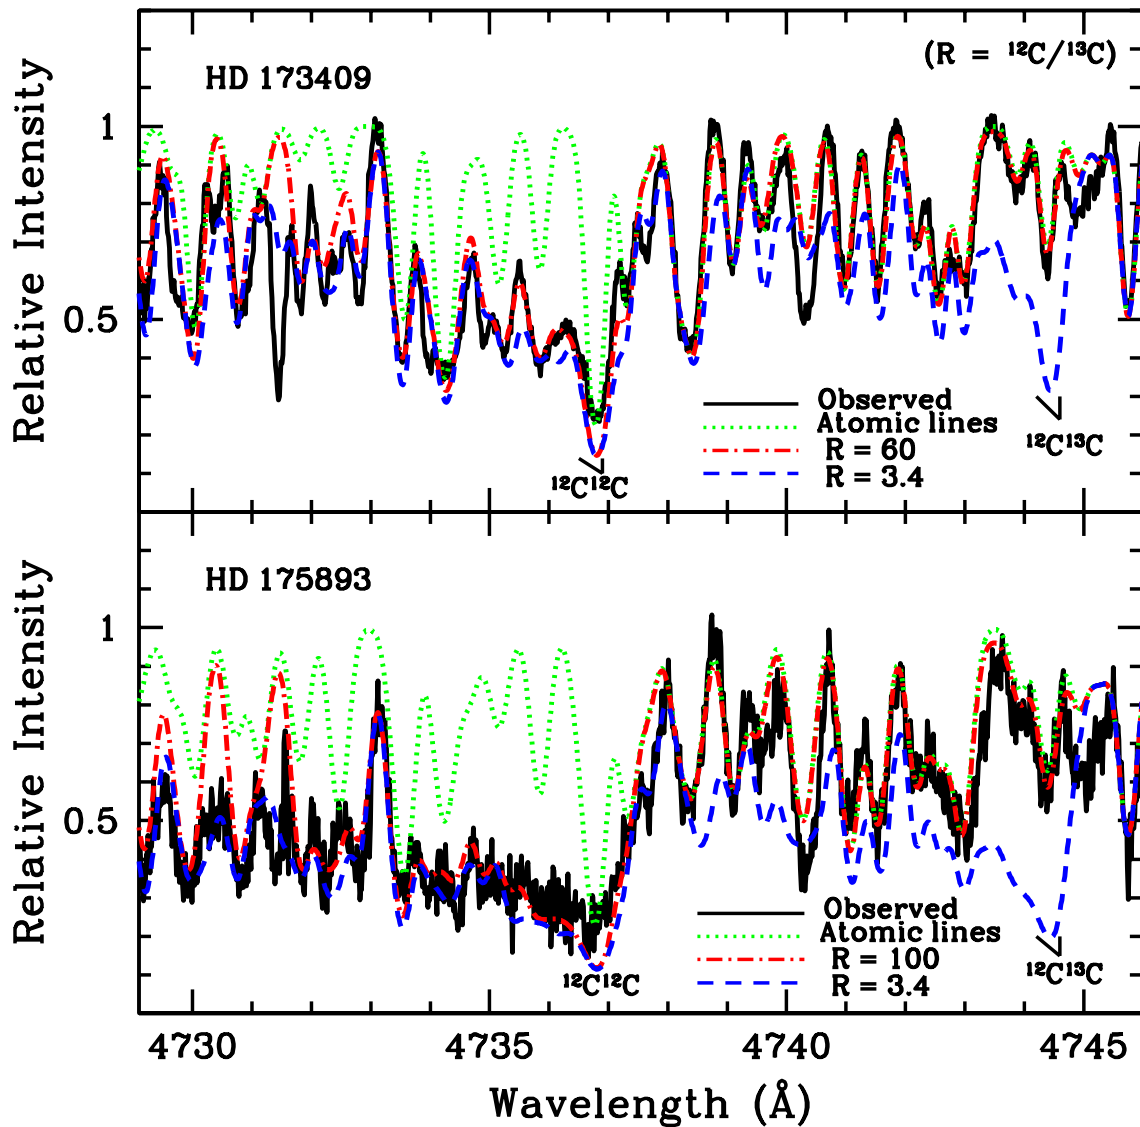 (R = ¹²C/¹³C)
HD 173409
1
0.5
Relative Intensity
Observed
Atomic lines
R = 60
R = 3.4
¹²C¹³C
¹²C¹²C
HD 175893
1
0.5
Relative Intensity
Observed
Atomic lines
R = 100
R = 3.4
¹²C¹³C
¹²C¹²C
4730 4735 4740 4745
Wavelength (Å)